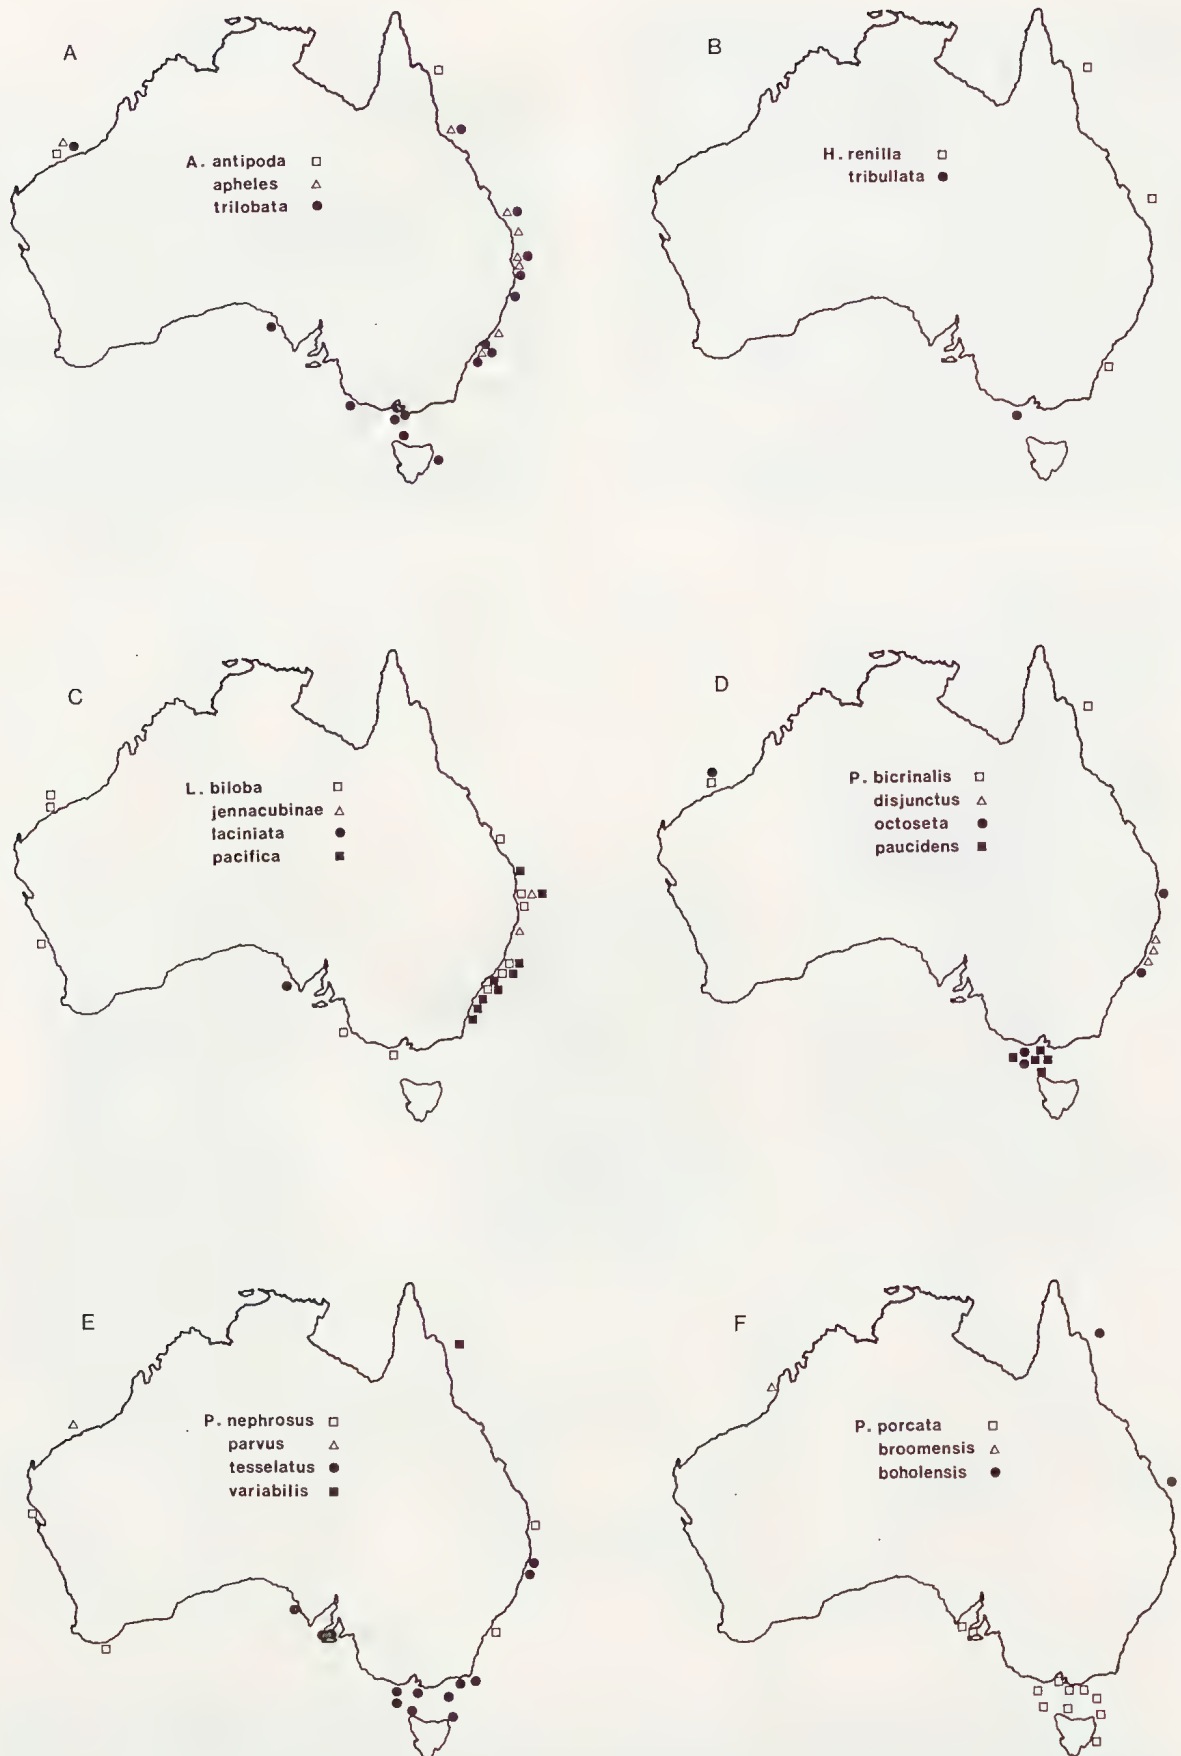 A
A. antipoda
apheles
trilobata
B
H. renilla
tribullata
C
L. biloba
jennacubinae
laciniata
pacifica
D
P. bicrinalis
disjunctus
octoseta
paucidens
E
P. nephrosus
parvus
tesselatus
variabilis
F
P. porcata
broomensis
boholensis